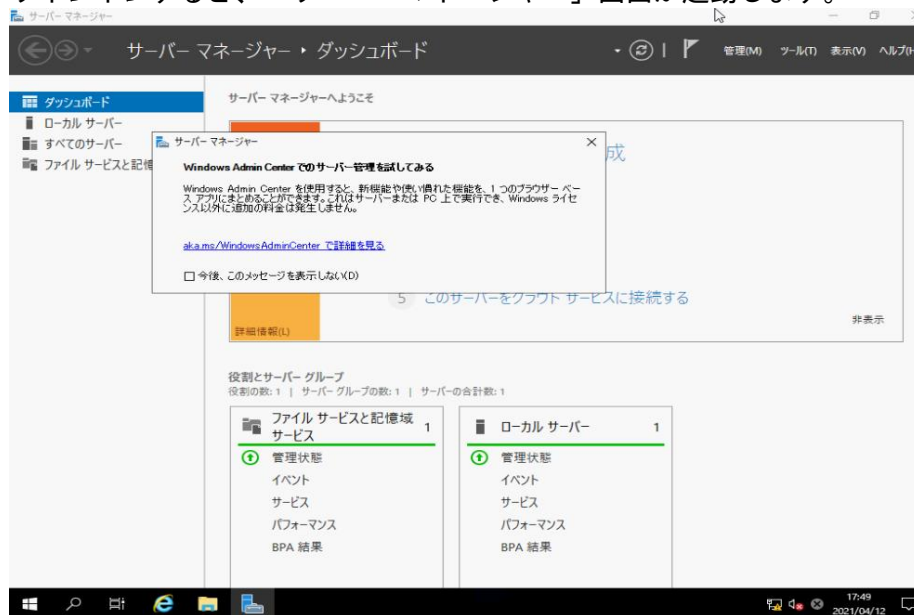 サーバー マネージャー
サーバー マネージャー ・ ダッシュボード
管理(M) ツール(T) 表示(V) ヘルプ(H
ダッシュボード
ローカル サーバー
すべてのサーバー
ファイル サービスと記憶
サーバー マネージャーへようこそ
成
サーバー マネージャー
Windows Admin Center でのサーバー管理を試してみる
Windows Admin Center を使用すると、新機能や使い慣れた機能を、1 つのブラウザー ベー
ス アプリにまとめることができます。これはサーバーまたは PC 上で実行でき、Windows ライセ
ンス以外に追加の料金は発生しません。
aka.ms/WindowsAdminCenter で詳細を見る
今後、このメッセージを表示しない(D)
5 このサーバーをクラウド サービスに接続する
詳細情報(L)
非表示
役割とサーバー グループ
役割の数: 1 | サーバー グループの数: 1 | サーバーの合計数: 1
ファイル サービスと記憶域
サービス
1
管理状態
イベント
サービス
パフォーマンス
BPA 結果
ローカル サーバー 1
管理状態
イベント
サービス
パフォーマンス
BPA 結果
17:49
2021/04/12